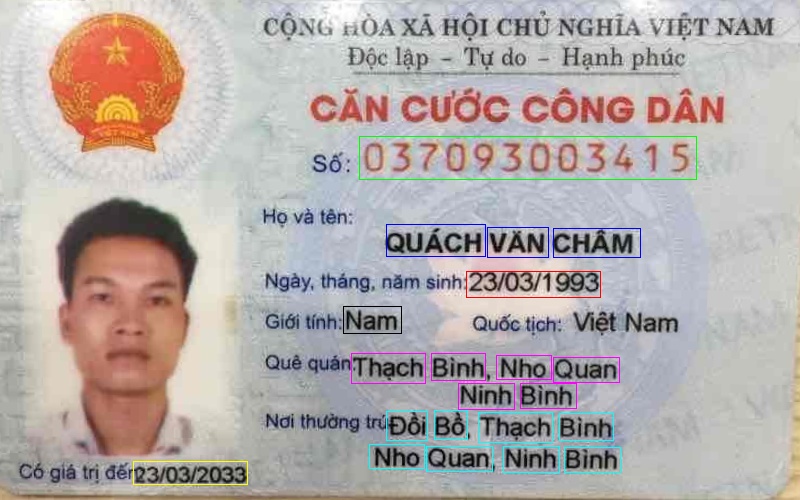 CỘNG HÒA XÃ HỘI CHỦ NGHĨA VIỆT NAM
Độc lập - Tự do - Hạnh phúc
CĂN CƯỚC CÔNG DÂN
Số: 037093003415
Họ và tên:
QUÁCH VĂN CHÂM
Ngày, tháng, năm sinh: 23/03/1993
Giới tính: Nam Quốc tịch: Việt Nam
Quê quán: Thạch Bình, Nho Quan
Ninh Bình
Nơi thường trú: Đồi Bồ, Thạch Bình
Nho Quan, Ninh Bình
Có giá trị đến 23/03/2033
VIỆT NAM